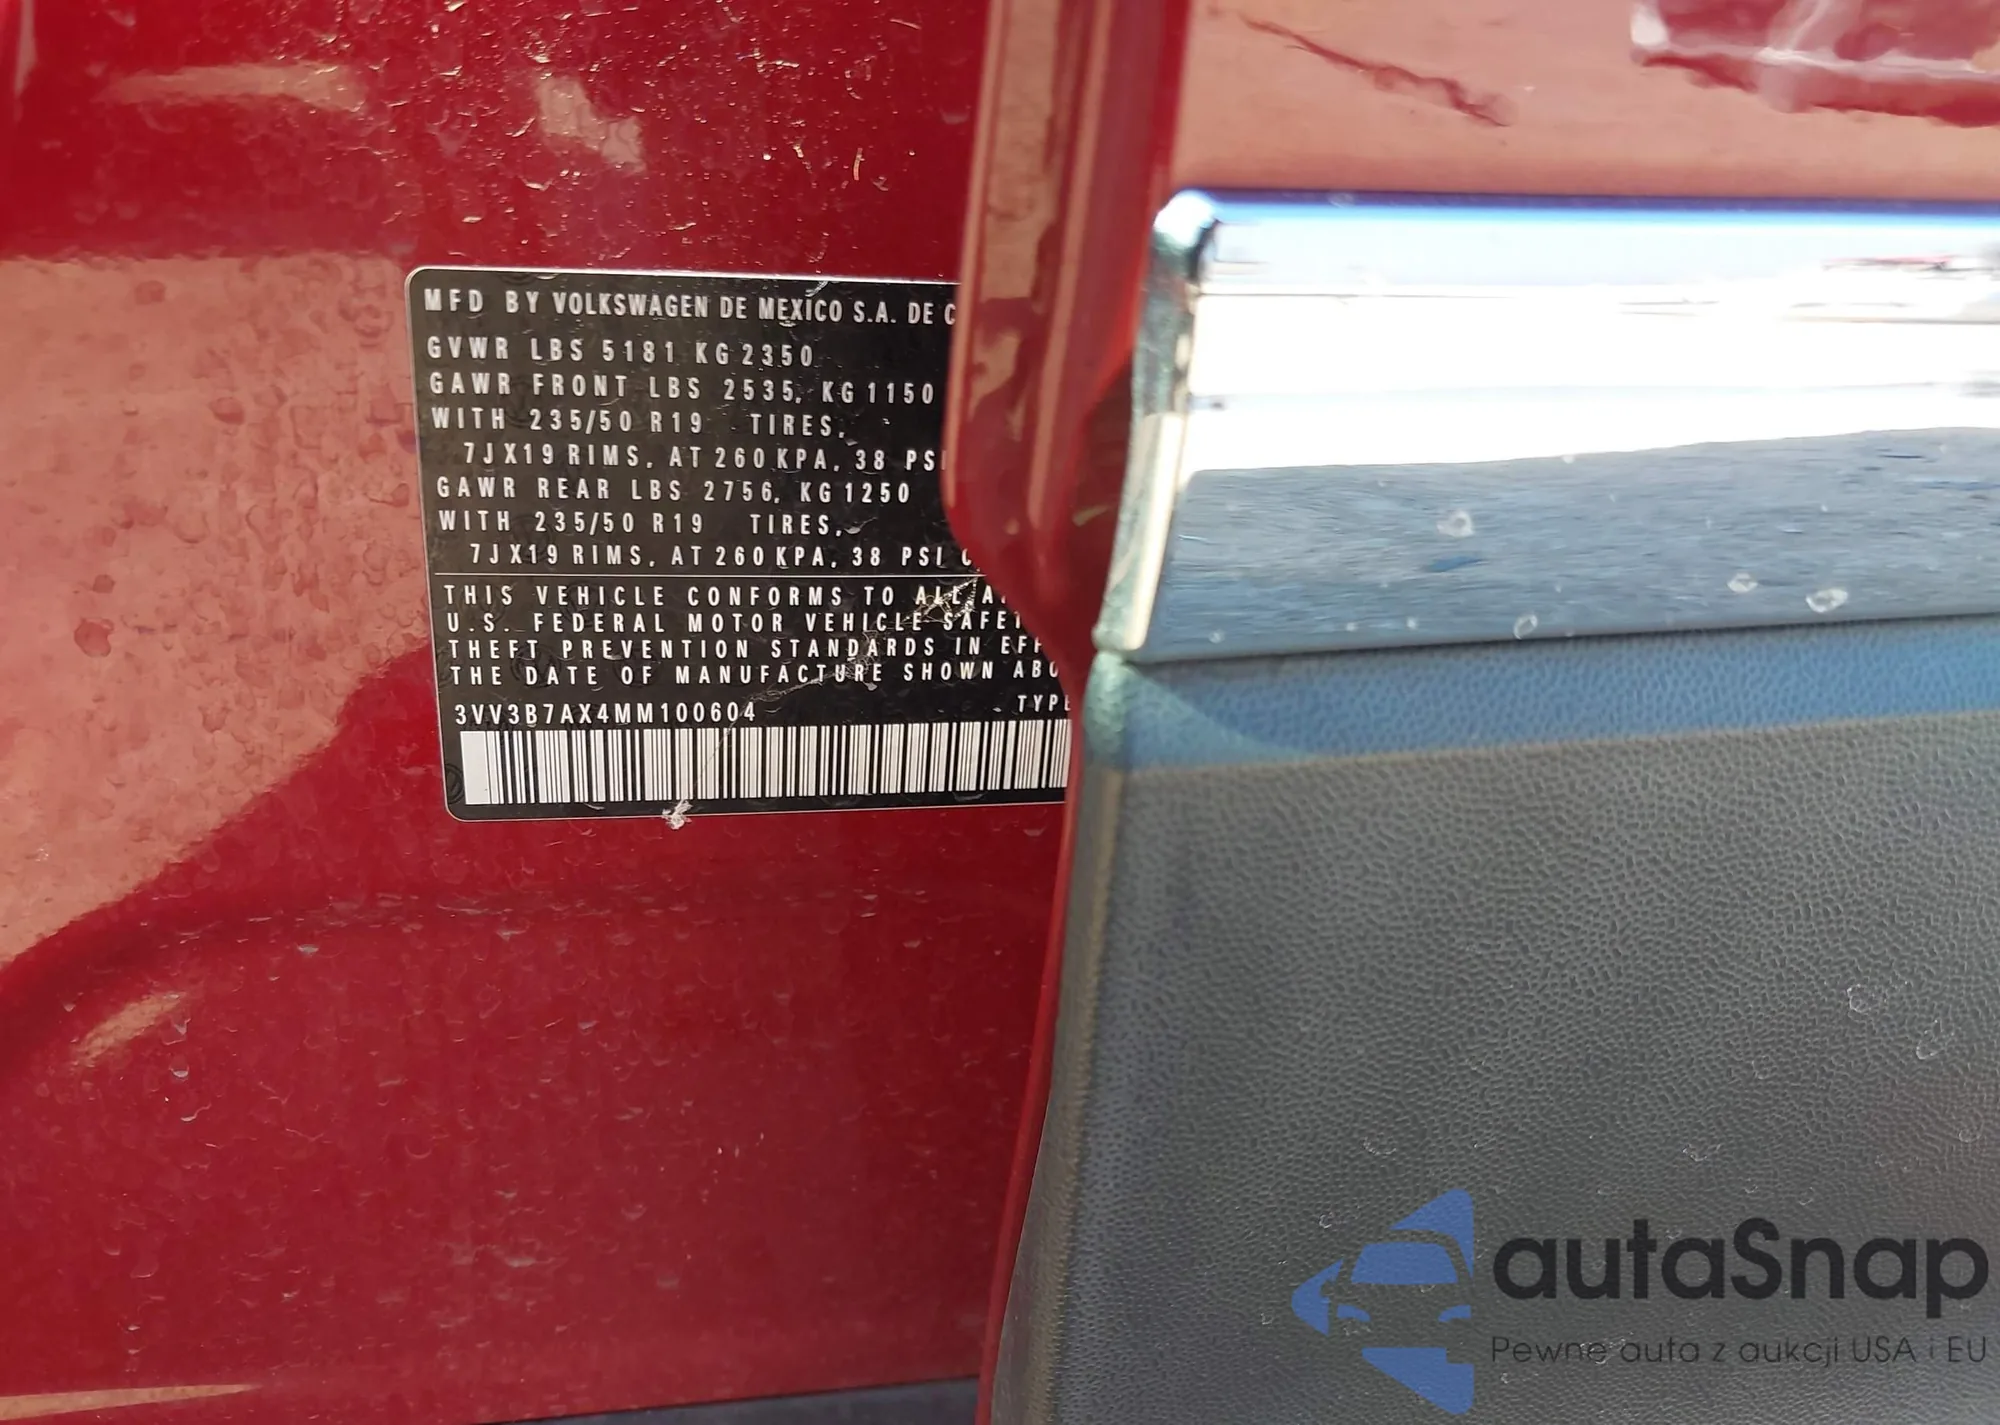 MFD BY VOLKSWAGEN DE MEXICO S.A. DE C
GVWR LBS 5181 KG 2350
GAWR FRONT LBS 2535, KG 1150
WITH 235/50 R19 TIRES,
7JX19 RIMS, AT 260 KPA, 38 PSI
GAWR REAR LBS 2756, KG 1250
WITH 235/50 R19 TIRES,
7JX19 RIMS, AT 260 KPA, 38 PSI C
THIS VEHICLE CONFORMS TO ALL A
U.S. FEDERAL MOTOR VEHICLE SAFET
THEFT PREVENTION STANDARDS IN EFF
THE DATE OF MANUFACTURE SHOWN ABO
3VV3B7AX4MM100604 TYPE
autaSnap
Pewne auta z aukcji USA i EU